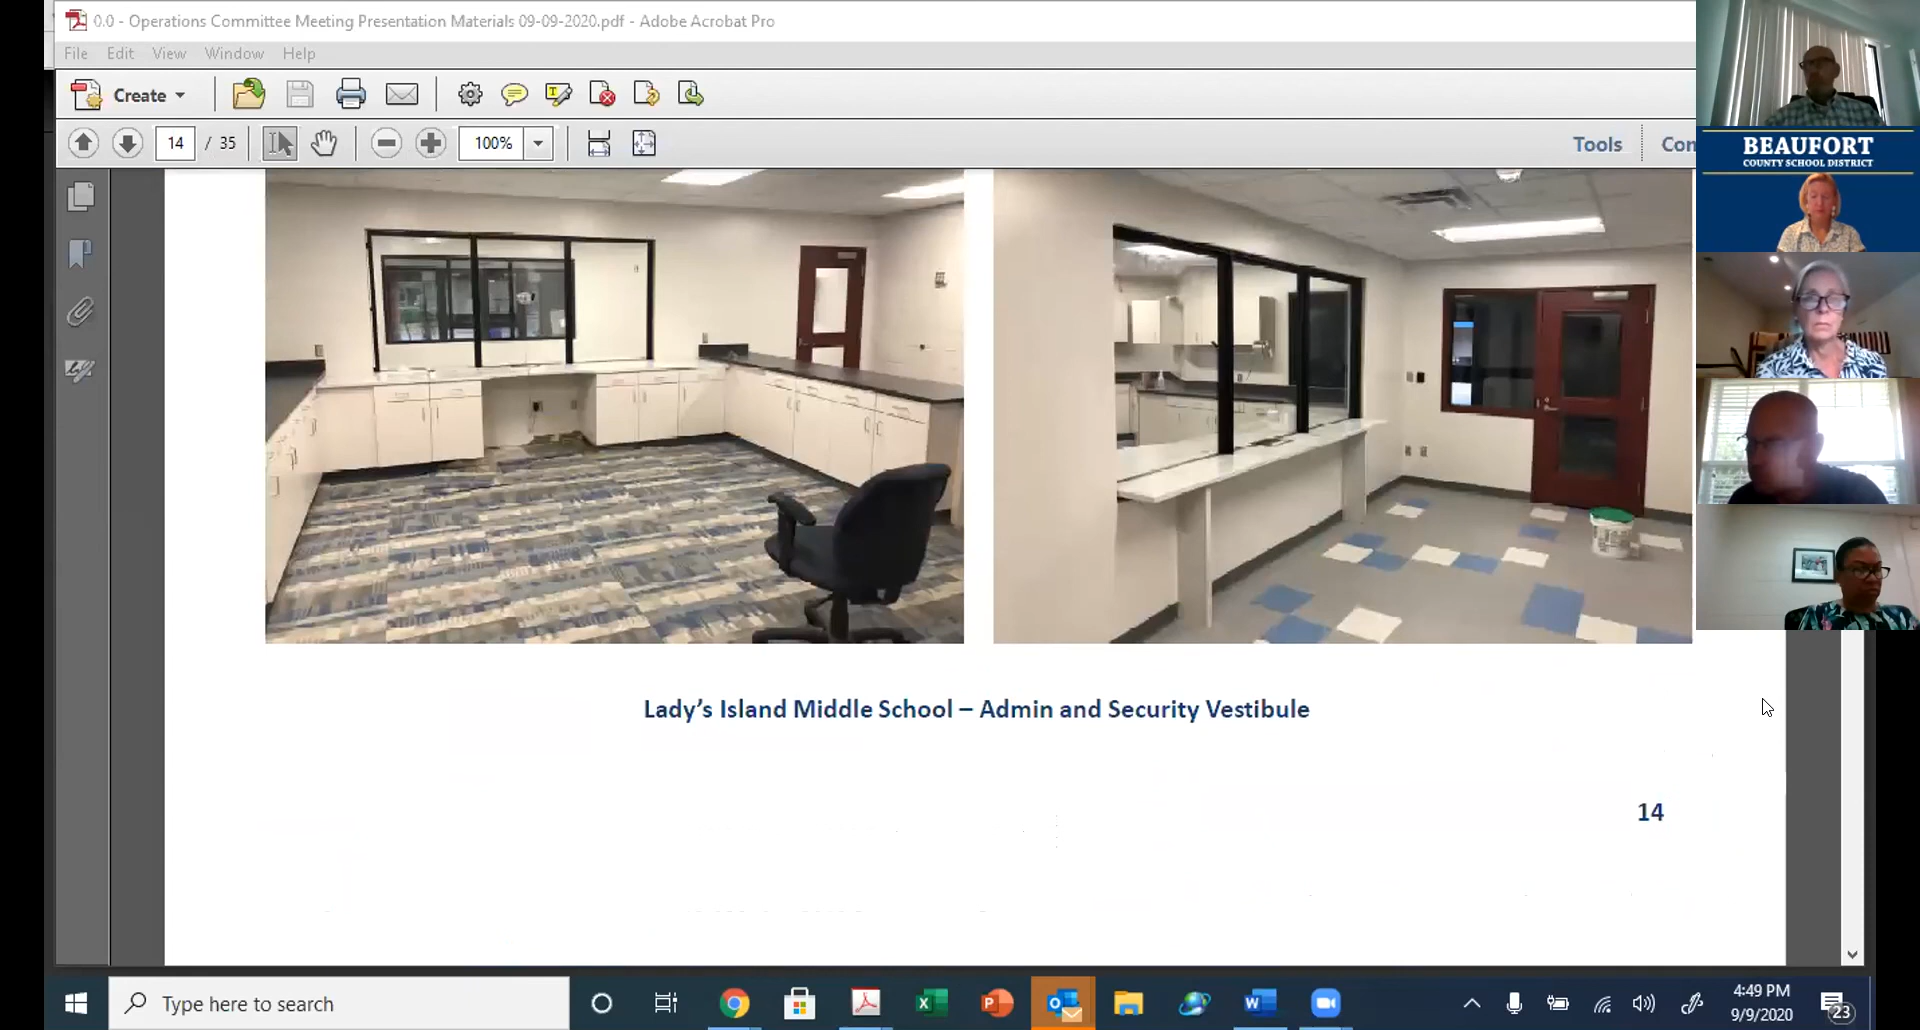 0.0 - Operations Committee Meeting Presentation Materials 09-09-2020.pdf - Adobe Acrobat Pro
File Edit View Window Help
Create
14 / 35 100% Tools Con
BEAUFORT
COUNTY SCHOOL DISTRICT
Lady's Island Middle School – Admin and Security Vestibule
14
Type here to search
4:49 PM
9/9/2020
23